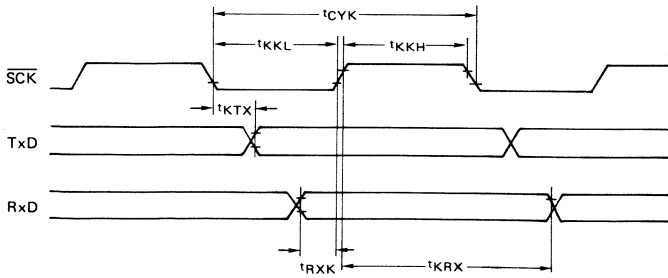 tCYK
tKKL tKKH
SCK
tKTX
TxD
RxD
tRXK tKRX